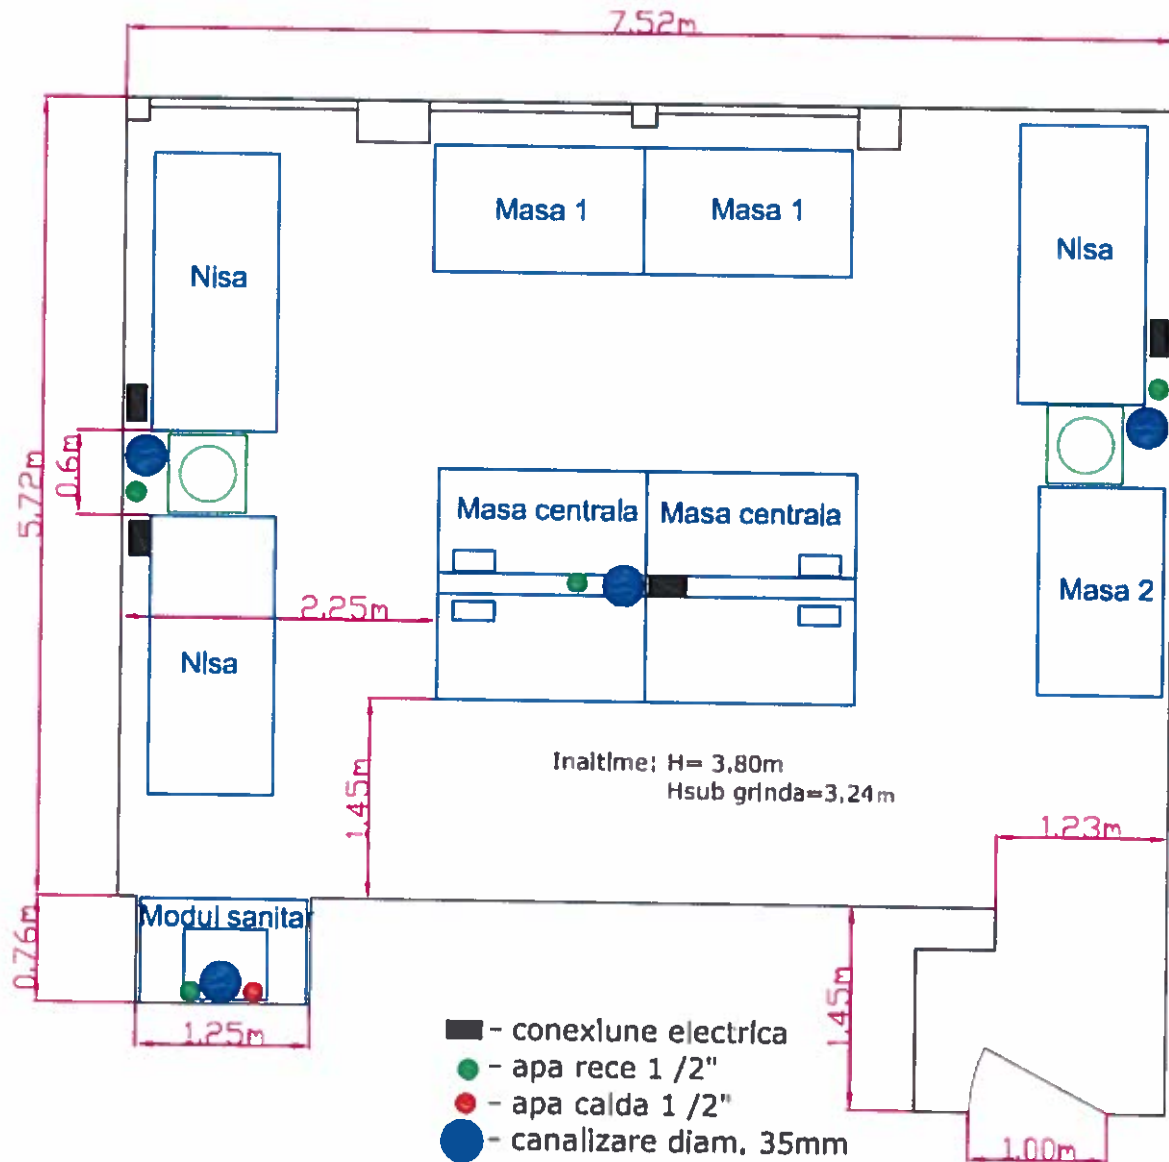 7.52m
Masa 1
Masa 1
Nisa
Nisa
5.72m
0.6m
Masa centrala
Masa centrala
Masa 2
2.25m
Nisa
Inaltime: H= 3.80m
Hsub grinda=3.24m
1.45m
1.23m
Modul sanitar
0.76m
1.25m
1.45m
- conexiune electrica
- apa rece 1 /2"
- apa calda 1 /2"
- canalizare diam. 35mm
1.00m